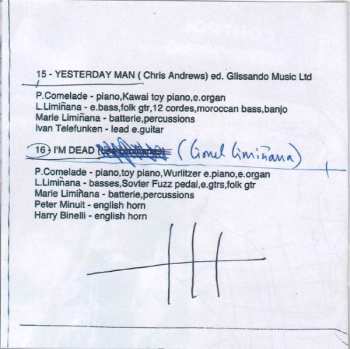 15 - YESTERDAY MAN ( Chris Andrews) ed. Glissando Music Ltd
P.Comelade - piano,Kawai toy piano,e.organ
L.Limiñana - e.bass,folk gtr,12 cordes,moroccan bass,banjo
Marie Limiñana - batterie,percussions
Ivan Telefunken - lead e.guitar
16 - I'M DEAD (Lionel Limiñana)
P.Comelade - piano,toy piano,Wurlitzer e.piano,e.organ
L.Limiñana - basses,Sovter Fuzz pedal,e.gtrs,folk gtr
Marie Limiñana - batterie,percussions
Peter Minuit - english horn
Harry Binelli - english horn